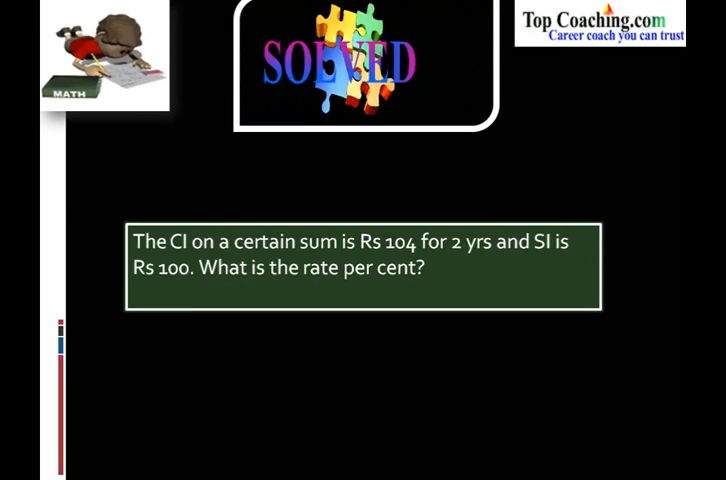 MATH
SOLVED
Top Coaching.com
Career coach you can trust
The CI on a certain sum is Rs 104 for 2 yrs and SI is
Rs 100. What is the rate per cent?